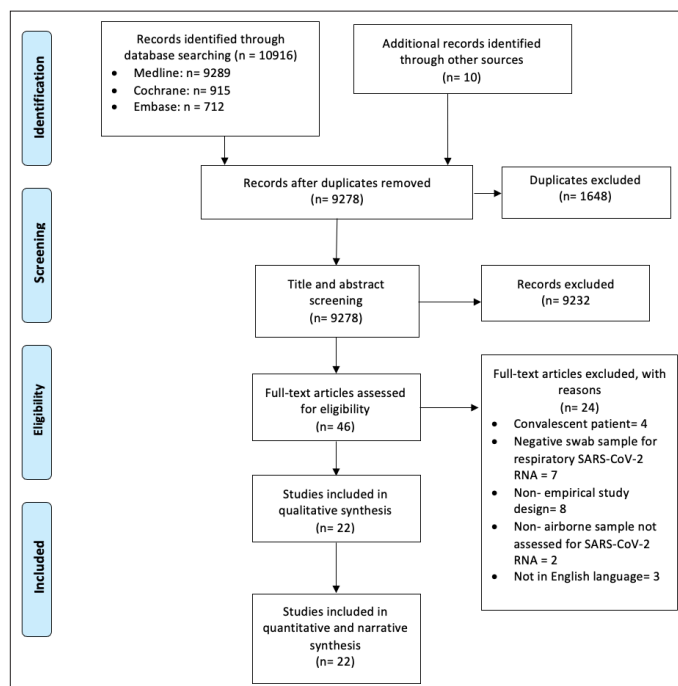 Identification
Records identified through
database searching (n = 10916)
• Medline: n= 9289
• Cochrane: n= 915
• Embase: n = 712
Additional records identified
through other sources
(n= 10)
Records after duplicates removed
(n= 9278)
Duplicates excluded
(n= 1648)
Screening
Title and abstract
screening
(n= 9278)
Records excluded
(n= 9232
Eligibility
Full-text articles assessed
for eligibility
(n = 46)
Full-text articles excluded, with
reasons
(n= 24)
• Convalescent patient= 4
• Negative swab sample for
respiratory SARS-CoV-2
RNA = 7
• Non- empirical study
design= 8
• Non- airborne sample not
assessed for SARS-CoV-2
RNA = 2
• Not in English language= 3
Included
Studies included in
qualitative synthesis
(n= 22)
Studies included in
quantitative and narrative
synthesis
(n= 22)